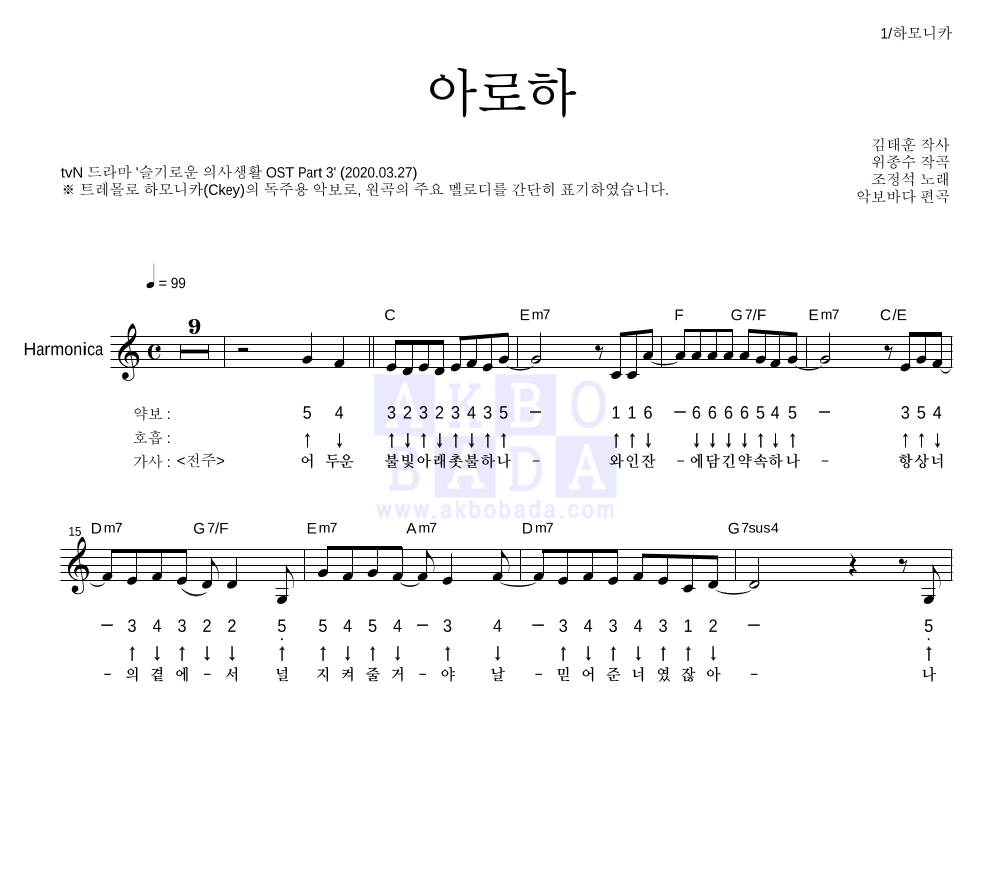 1/하모니카
아로하
김태훈 작사
위종수 작곡
조정석 노래
악보바다 편곡
tvN 드라마 '슬기로운 의사생활 OST Part 3' (2020.03.27)
※ 트레몰로 하모니카(Ckey)의 독주용 악보로, 원곡의 주요 멜로디를 간단히 표기하였습니다.
♩ = 99
9
C Em7 F G7/F Em7 C/E
Harmonica
약보 : 5 4 3 2 3 2 3 4 3 5 – 1 1 6 – 6 6 6 6 5 4 5 – 3 5 4
호흡 : ↑ ↓ ↑ ↓ ↑ ↓ ↑ ↓ ↑ ↑ ↑ ↑ ↓ ↓ ↓ ↓ ↓ ↑ ↓ ↑ ↑ ↑ ↓
가사 : <전주> 어 두운 불빛아래촛불하나 – 와인잔 –에담긴약속하나 – 항상너
AKBO
BADA
www.akbobada.com
15
Dm7 G7/F Em7 Am7 Dm7 G7sus4
– 3 4 3 2 2 5 5 4 5 4 – 3 4 – 3 4 3 4 3 1 2 – 5
↑ ↓ ↑ ↓ ↓ ↑ ↑ ↓ ↑ ↓ ↑ ↓ ↑ ↓ ↑ ↓ ↑ ↑ ↓ ↑
– 의 곁 에 – 서 널 지 켜 줄 거 – 야 날 – 믿 어 준 너 였 잖 아 – 나